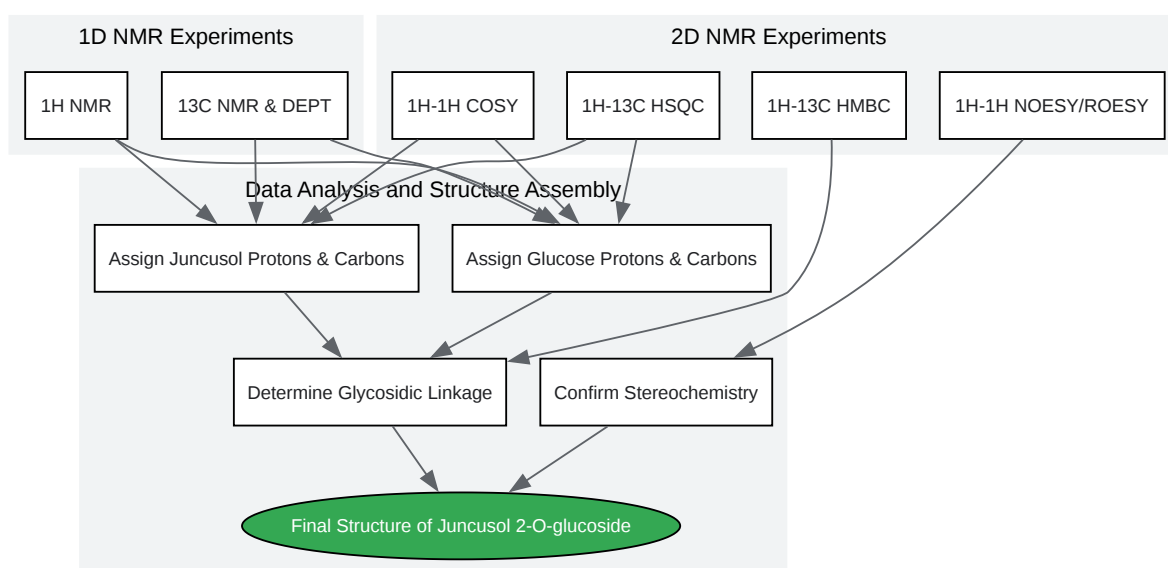 1D NMR Experiments
2D NMR Experiments
1H NMR
13C NMR & DEPT
1H-1H COSY
1H-13C HSQC
1H-13C HMBC
1H-1H NOESY/ROESY
Data Analysis and Structure Assembly
Assign Juncusol Protons & Carbons
Assign Glucose Protons & Carbons
Determine Glycosidic Linkage
Confirm Stereochemistry
Final Structure of Juncusol 2-O-glucoside